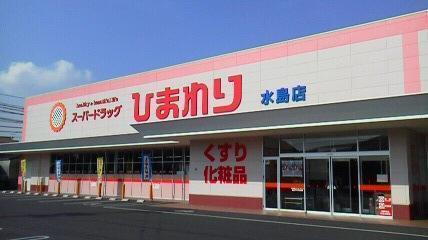 healthy & beautiful life
スーパードラッグ
ひまわり
水島店
くすり
化粧品